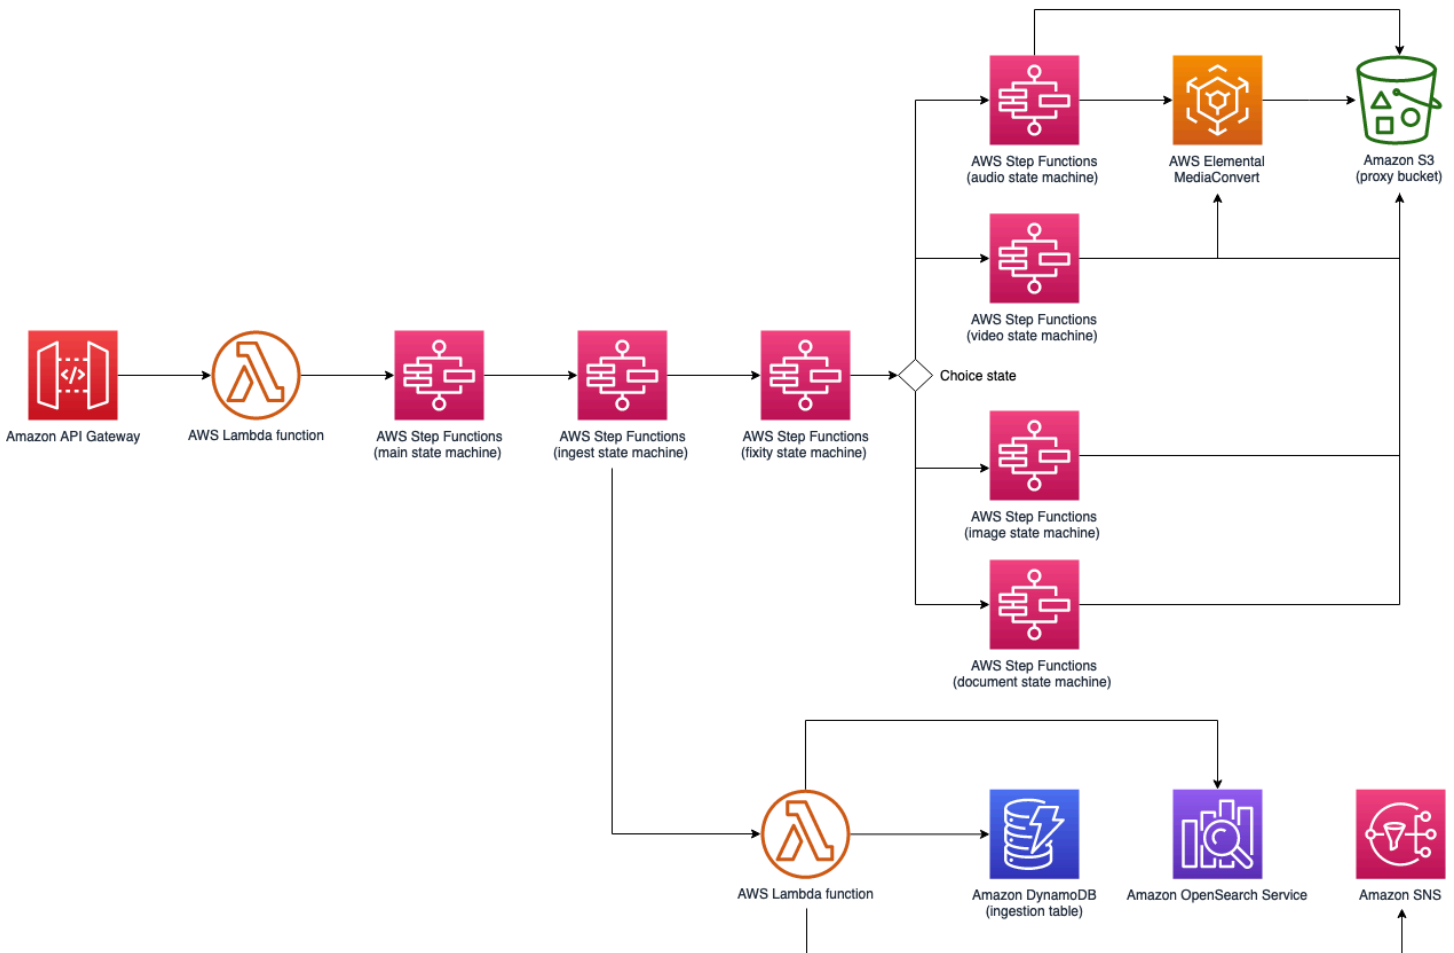 AWS Step Functions
(audio state machine)
AWS Elemental
MediaConvert
Amazon S3
(proxy bucket)
AWS Step Functions
(video state machine)
</>
Amazon API Gateway
AWS Lambda function
AWS Step Functions
(main state machine)
AWS Step Functions
(ingest state machine)
AWS Step Functions
(fixity state machine)
Choice state
AWS Step Functions
(image state machine)
AWS Step Functions
(document state machine)
AWS Lambda function
Amazon DynamoDB
(ingestion table)
Amazon OpenSearch Service
Amazon SNS